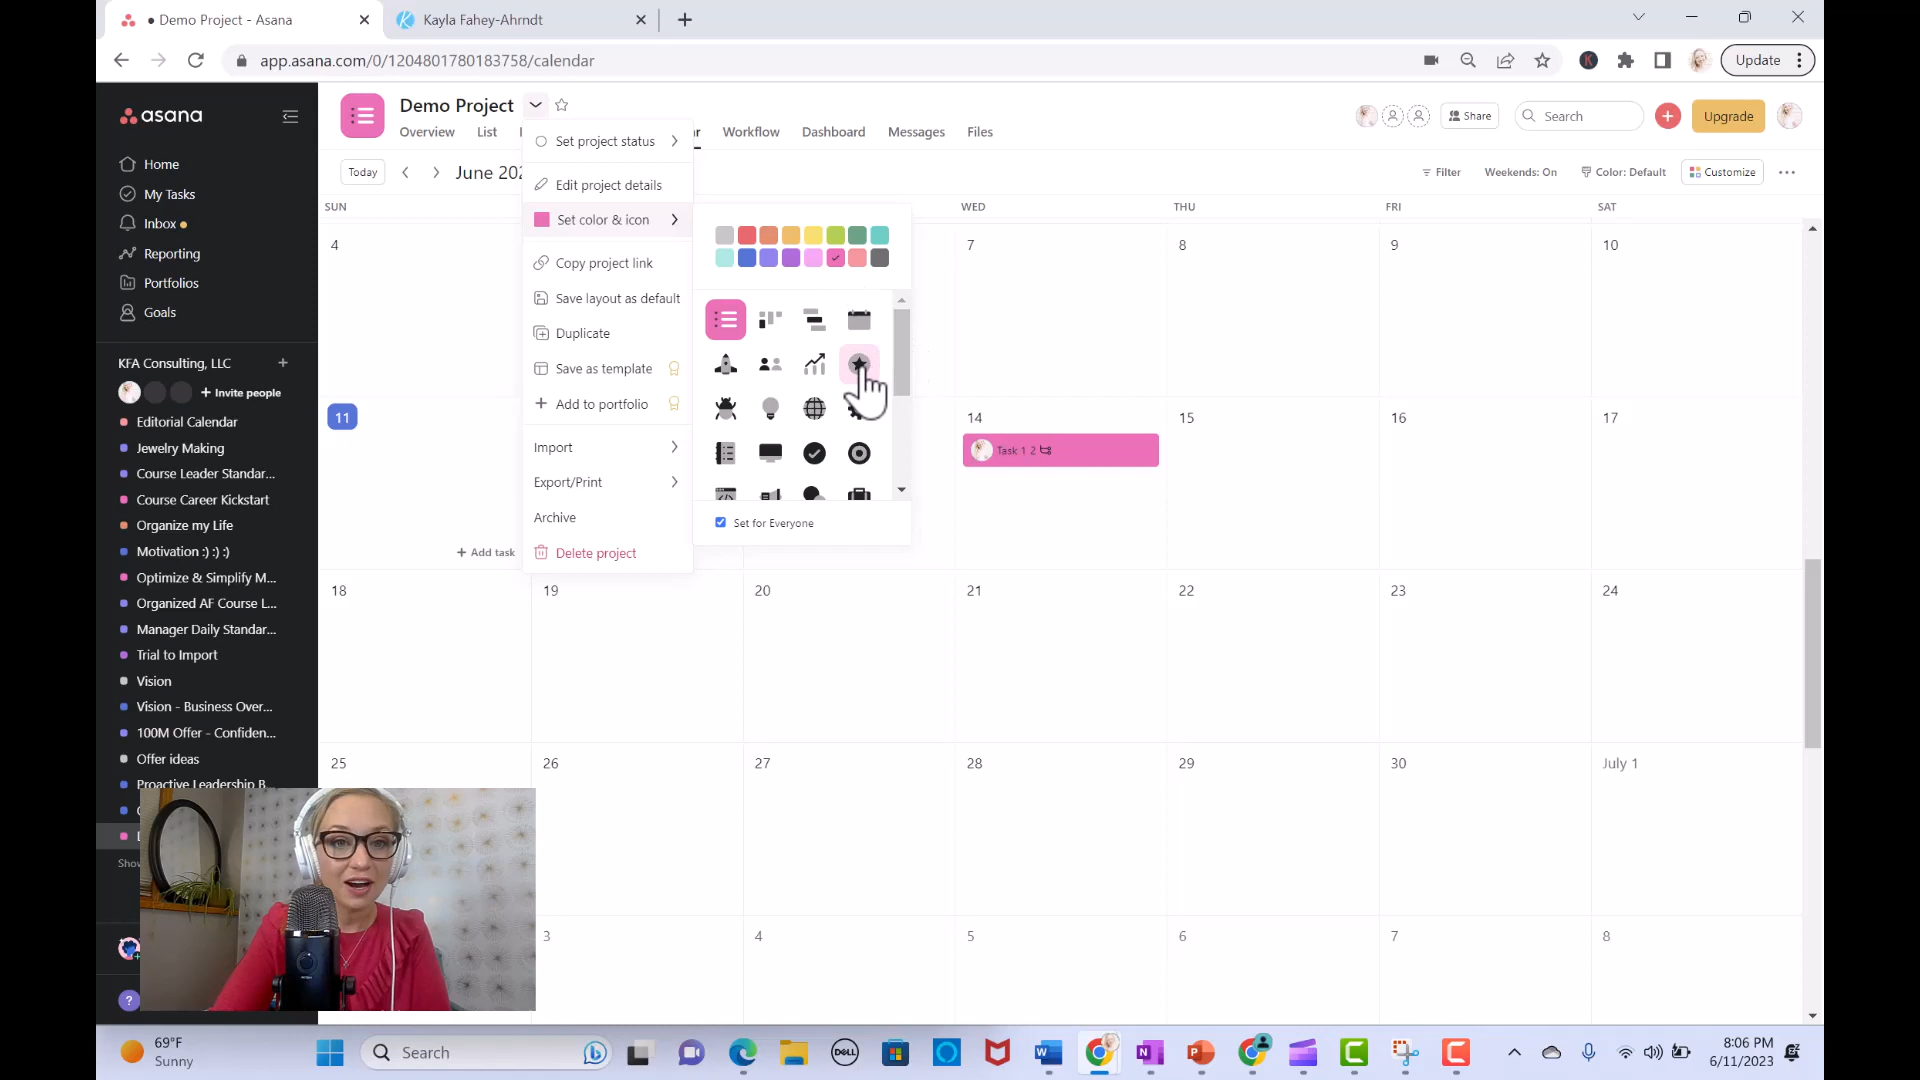 Demo Project - Asana
Kayla Fahey-Ahrndt
app.asana.com/0/1204801780183758/calendar
Update
asana
Home
My Tasks
Inbox
Reporting
Portfolios
Goals
KFA Consulting, LLC
Invite people
Editorial Calendar
Jewelry Making
Course Leader Standar...
Course Career Kickstart
Organize my Life
Motivation :) :) :)
Optimize & Simplify M...
Organized AF Course L...
Manager Daily Standar...
Trial to Import
Vision
Vision - Business Over...
100M Offer - Confiden...
Offer ideas
Proactive Leadership B...
Demo Project
Overview
List
Workflow
Dashboard
Messages
Files
Share
Search
Upgrade
Today
June 202
Filter
Weekends: On
Color: Default
Customize
Set project status
Edit project details
Set color & icon
Copy project link
Save layout as default
Duplicate
Save as template
Add to portfolio
Import
Export/Print
Archive
Delete project
Set for Everyone
SUN
WED
THU
FRI
SAT
4
7
8
9
10
11
14
15
16
17
Task 1 2
+ Add task
18
19
20
21
22
23
24
25
26
27
28
29
30
July 1
3
4
5
6
7
8
?
69°F
Sunny
Search
DELL
8:06 PM
6/11/2023